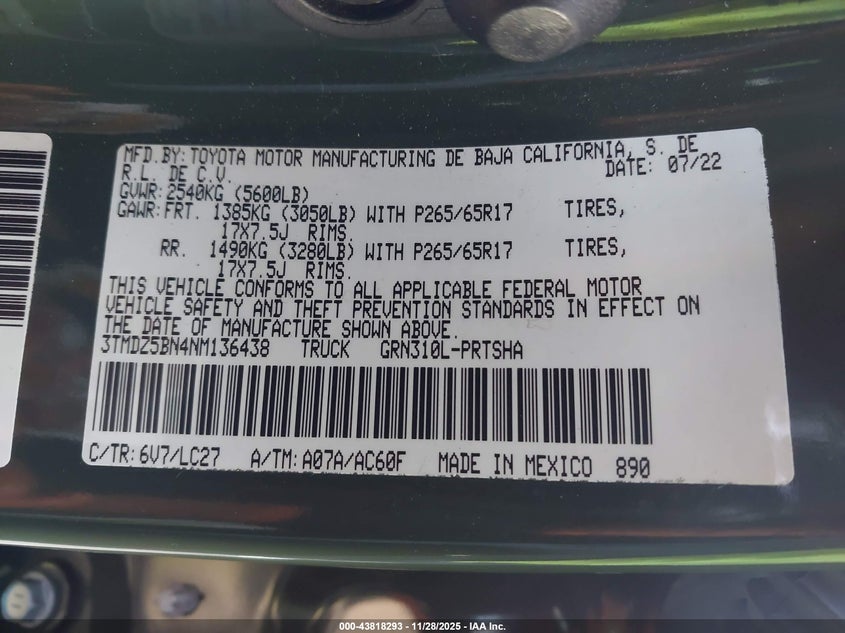 MFD.BY:TOYOTA MOTOR MANUFACTURING DE BAJA CALIFORNIA, S. DE
R.L. DE C.V. DATE: 07/22
GVWR:2540KG (5600LB)
GAWR:FRT. 1385KG (3050LB) WITH P265/65R17 TIRES,
17X7.5J RIMS.
RR. 1490KG (3280LB) WITH P265/65R17 TIRES,
17X7.5J RIMS.
THIS VEHICLE CONFORMS TO ALL APPLICABLE FEDERAL MOTOR
VEHICLE SAFETY AND THEFT PREVENTION STANDARDS IN EFFECT ON
THE DATE OF MANUFACTURE SHOWN ABOVE.
3TMDZ5BN4NM136438 TRUCK GRN310L-PRTSHA
C/TR:6V7/LC27 A/TM:A07A/AC60F MADE IN MEXICO 890
000-43818293 — 11/28/2025 — IAA Inc.